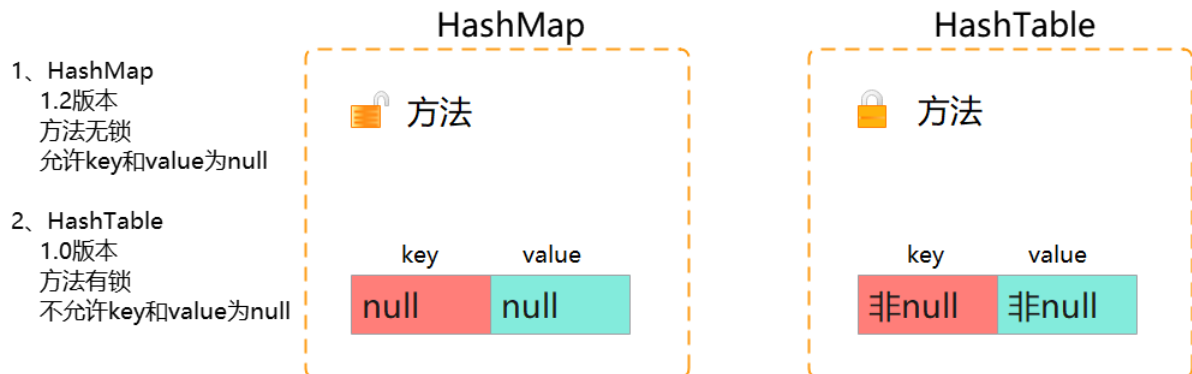 HashMap
HashTable
1、HashMap
1.2版本
方法无锁
允许key和value为null
2、HashTable
1.0版本
方法有锁
不允许key和value为null
方法
key value
null null
方法
key value
非null 非null